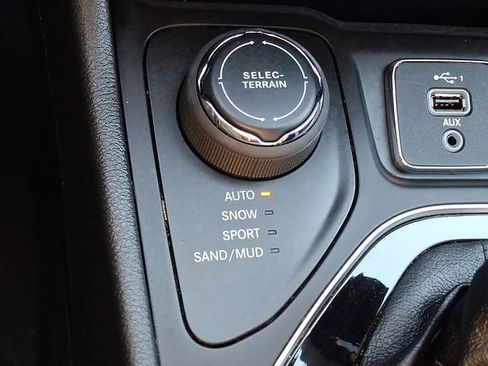 SELEC-
TERRAIN
1
AUX
AUTO
SNOW
SPORT
SAND/MUD